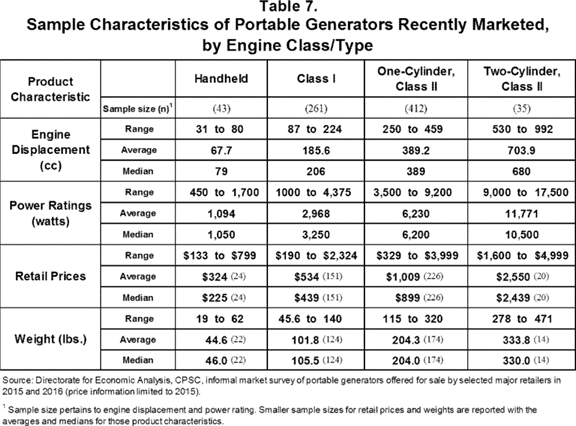 Table 7.
Sample Characteristics of Portable Generators Recently Marketed,
by Engine Class/Type
Product Characteristic Handheld Class I One-Cylinder, Class II Two-Cylinder, Class II
Sample size (n)1 (43) (261) (412) (35)
Engine Displacement (cc) Range 31 to 80 87 to 224 250 to 459 530 to 992
Average 67.7 185.6 389.2 703.9
Median 79 206 389 680
Power Ratings (watts) Range 450 to 1,700 1000 to 4,375 3,500 to 9,200 9,000 to 17,500
Average 1,094 2,968 6,230 11,771
Median 1,050 3,250 6,200 10,500
Retail Prices Range $133 to $799 $190 to $2,324 $329 to $3,999 $1,600 to $4,999
Average $324 (24) $534 (151) $1,009 (226) $2,550 (20)
Median $225 (24) $439 (151) $899 (226) $2,439 (20)
Weight (lbs.) Range 19 to 62 45.6 to 140 115 to 320 278 to 471
Average 44.6 (22) 101.8 (124) 204.3 (174) 333.8 (14)
Median 46.0 (22) 105.5 (124) 204.0 (174) 330.0 (14)
Source: Directorate for Economic Analysis, CPSC, informal market survey of portable generators offered for sale by selected major retailers in
2015 and 2016 (price information limited to 2015).
1 Sample size pertains to engine displacement and power rating. Smaller sample sizes for retail prices and weights are reported with the
averages and medians for those product characteristics.